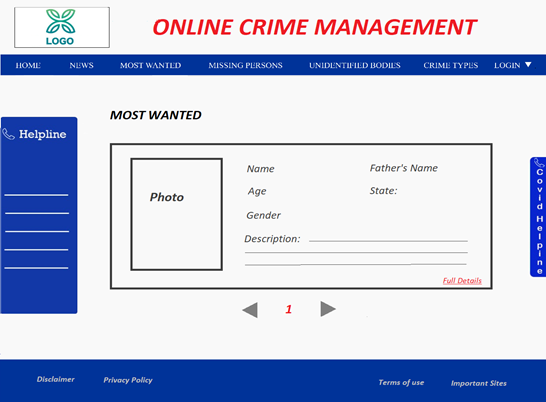 LOGO
ONLINE CRIME MANAGEMENT
HOME NEWS MOST WANTED MISSING PERSONS UNIDENTIFIED BODIES CRIME TYPES LOGIN
Helpline
MOST WANTED
Photo
Name Father's Name
Age State:
Gender
Description:
Full Details
1
Covid Helpine
Disclaimer Privacy Policy Terms of use Important Sites